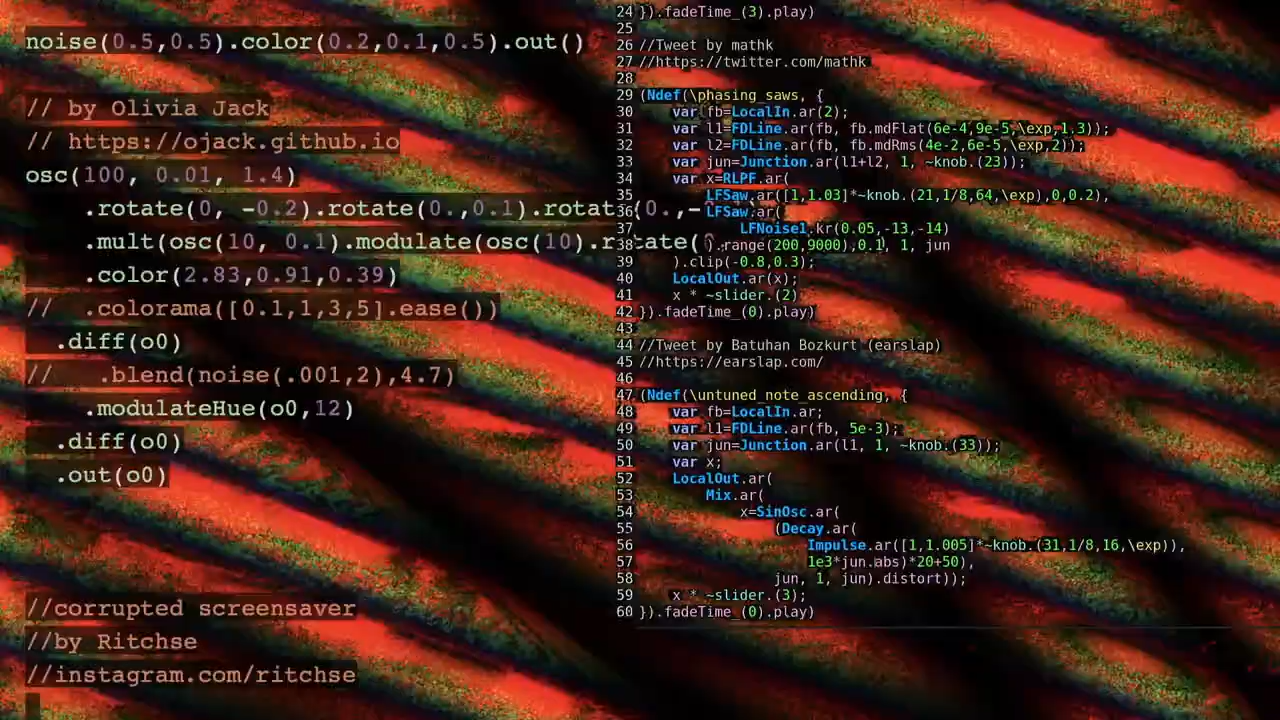 noise(0.5,0.5).color(0.2,0.1,0.5).out()
// by Olivia Jack
// https://ojack.github.io
osc(100, 0.01, 1.4)
.rotate(0, -0.2).rotate(0.,0.1).rotate(0.,-
.mult(osc(10, 0.1).modulate(osc(10).rotate(
.color(2.83,0.91,0.39)
// .colorama([0.1,1,3,5].ease())
.diff(o0)
// .blend(noise(.001,2),4.7)
.modulateHue(o0,12)
.diff(o0)
.out(o0)
//corrupted screensaver
//by Ritchse
//instagram.com/ritchse
24 }).fadeTime_(3).play)
25
26 //Tweet by mathk
27 //https://twitter.com/mathk
28
29 (Ndef(\phasing_saws, {
30 var fb=LocalIn.ar(2);
31 var l1=FDLine.ar(fb, fb.mdFlat(6e-4,9e-5,\exp,1.3));
32 var l2=FDLine.ar(fb, fb.mdRms(4e-2,6e-5,\exp,2));
33 var jun=Junction.ar(l1+l2, 1, ~knob.(23));
34 var x=RLPF.ar(
35 LFSaw.ar([1,1.03]*~knob.(21,1/8,64,\exp),0,0.2),
36 LFSaw.ar(
37 LFNoise1.kr(0.05,-13,-14)
38 ).range(200,9000),0.1, 1, jun
39 ).clip(-0.8,0.3);
40 LocalOut.ar(x);
41 x * ~slider.(2)
42 }).fadeTime_(0).play)
43
44 //Tweet by Batuhan Bozkurt (earslap)
45 //https://earslap.com/
46
47 (Ndef(\untuned_note_ascending, {
48 var fb=LocalIn.ar;
49 var l1=FDLine.ar(fb, 5e-3);
50 var jun=Junction.ar(l1, 1, ~knob.(33));
51 var x;
52 LocalOut.ar(
53 Mix.ar(
54 x=SinOsc.ar(
55 (Decay.ar(
56 Impulse.ar([1,1.005]*~knob.(31,1/8,16,\exp)),
57 1e3*jun.abs)*20+50),
58 jun, 1, jun).distort));
59 x * ~slider.(3);
60 }).fadeTime_(0).play)